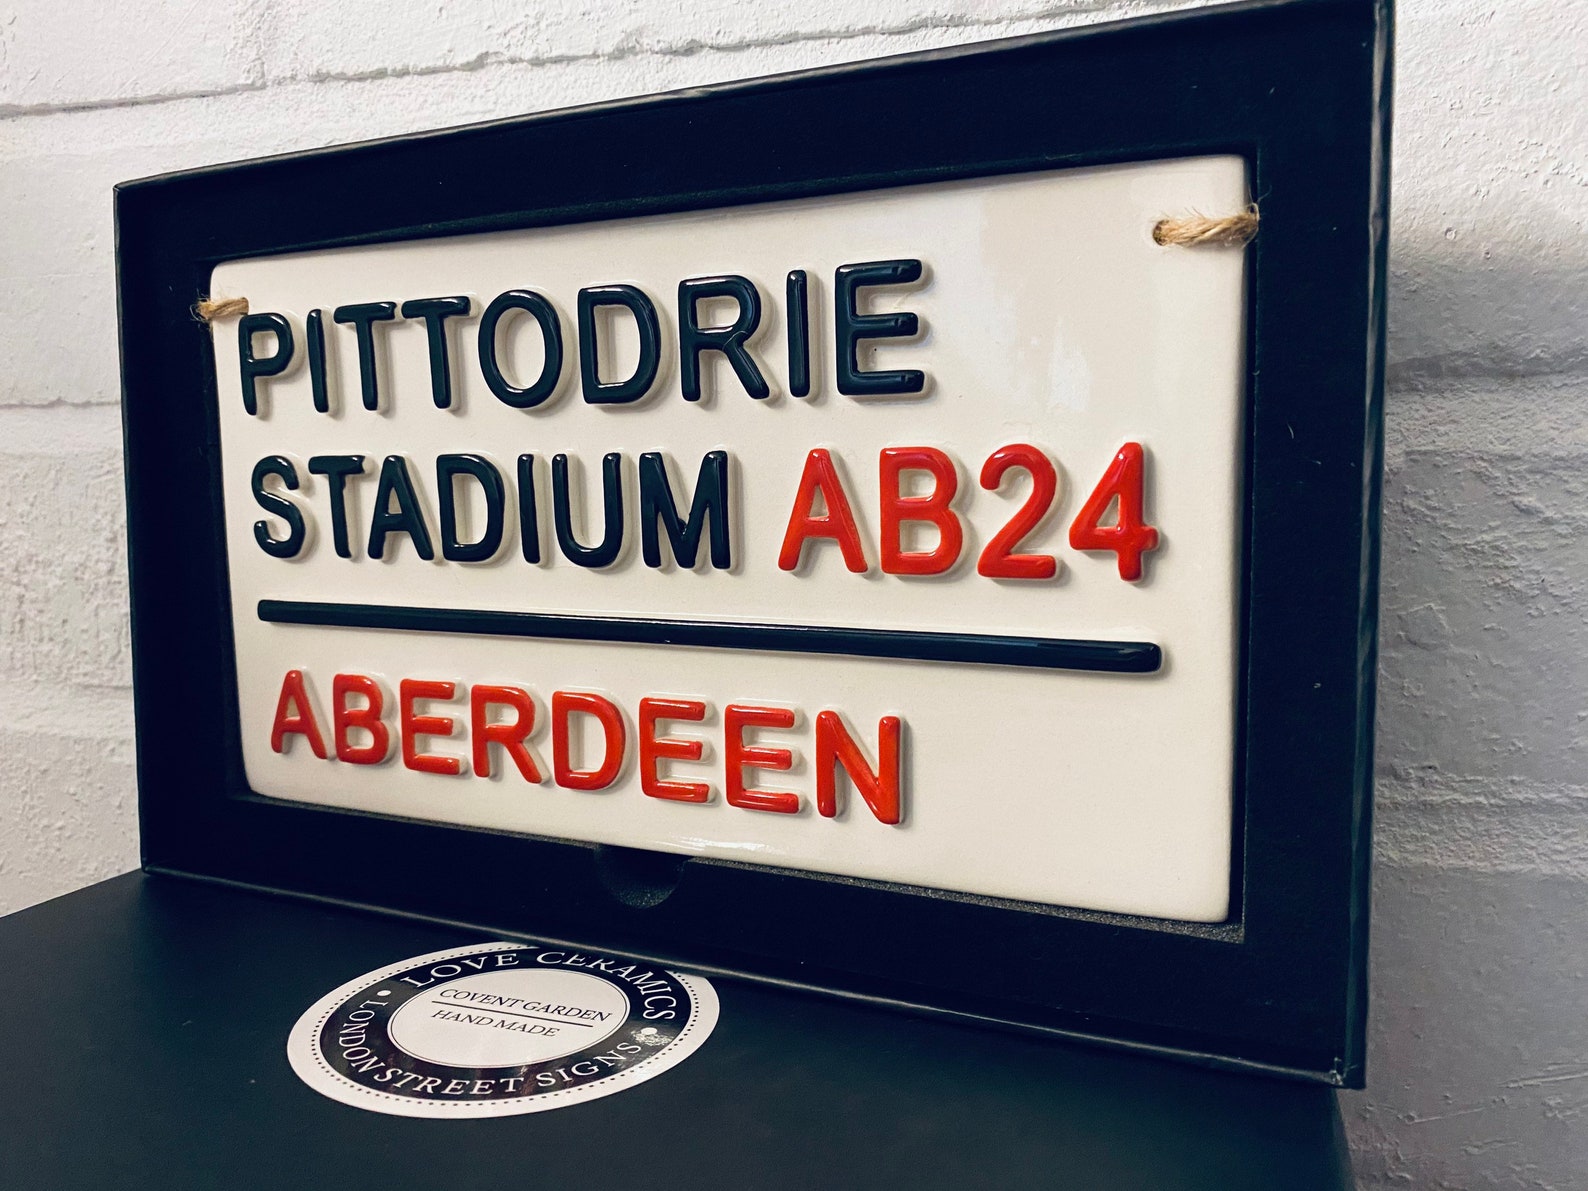 PITTODRIE
STADIUM AB24
ABERDEEN
LOVE CERAMICS
COVENT GARDEN
HAND MADE
LONDON STREET SIGNS